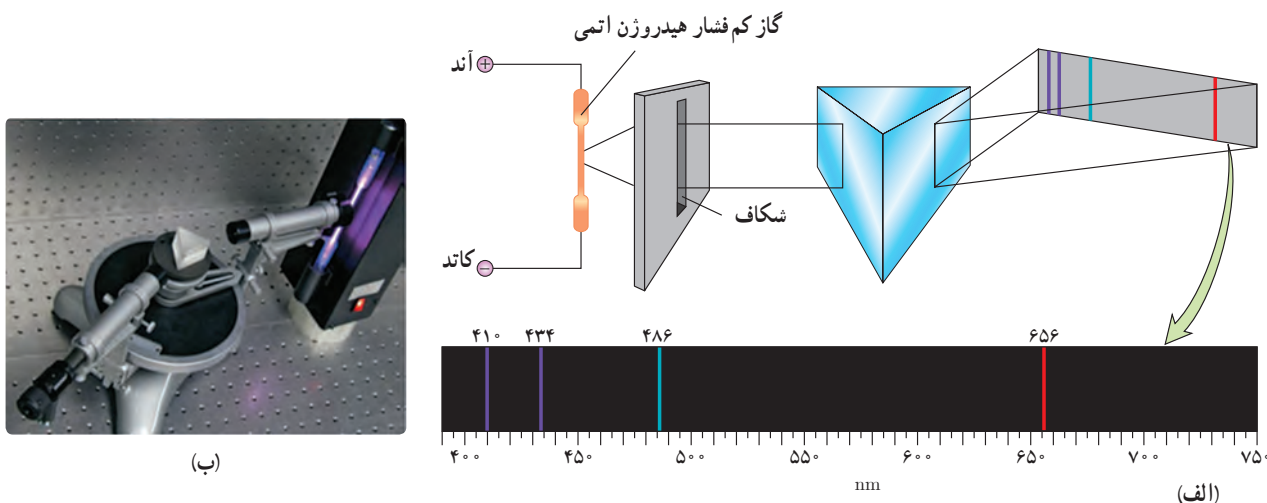 گاز کم فشار هیدروژن اتمی
آند
+
شکاف
کاتد
−
۴۱۰ ۴۳۴ ۴۸۶ ۶۵۶
۴۰۰ ۴۵۰ ۵۰۰ ۵۵۰ ۶۰۰ ۶۵۰ ۷۰۰ ۷۵۰
nm
(الف)
(ب)